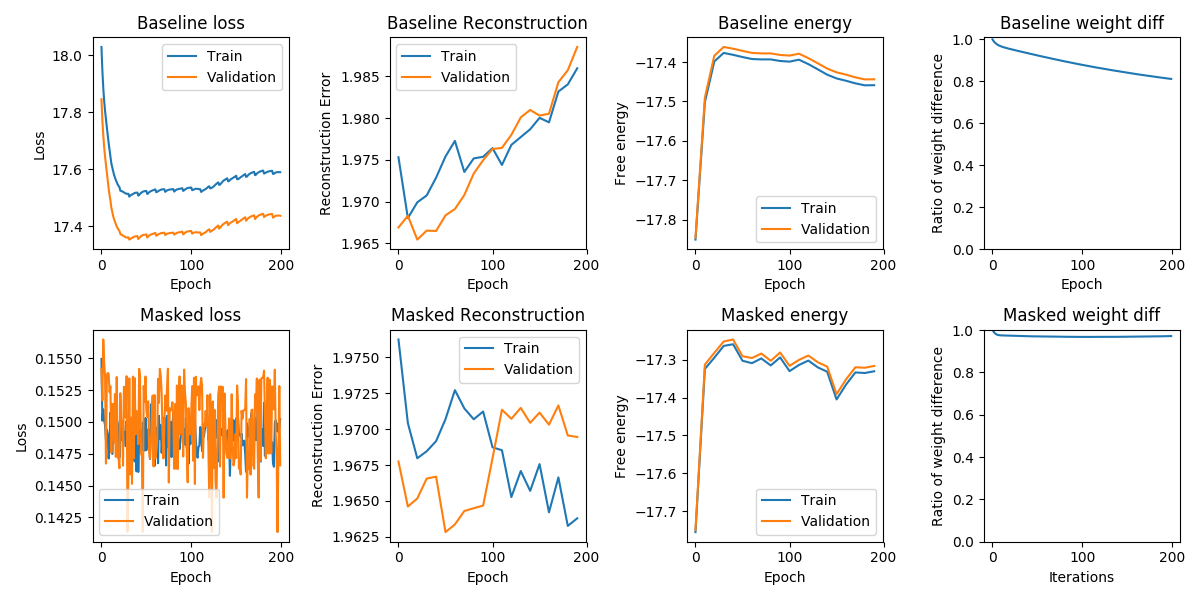 Baseline loss
18.0
17.8
17.6
17.4
Loss
Train
Validation
0
100
200
Epoch
Baseline Reconstruction
1.985
1.980
1.975
1.970
1.965
Reconstruction Error
Train
Validation
0
100
200
Epoch
Baseline energy
−17.4
−17.5
−17.6
−17.7
−17.8
Free energy
Train
Validation
0
100
200
Epoch
Baseline weight diff
1.0
0.8
0.6
0.4
0.2
0.0
Ratio of weight difference
0
100
200
Epoch
Masked loss
0.1550
0.1525
0.1500
0.1475
0.1450
0.1425
Loss
Train
Validation
0
100
200
Epoch
Masked Reconstruction
1.9750
1.9725
1.9700
1.9675
1.9650
1.9625
Reconstruction Error
Train
Validation
0
100
200
Epoch
Masked energy
−17.3
−17.4
−17.5
−17.6
−17.7
Free energy
Train
Validation
0
100
200
Epoch
Masked weight diff
1.0
0.8
0.6
0.4
0.2
0.0
Ratio of weight difference
0
100
200
Iterations